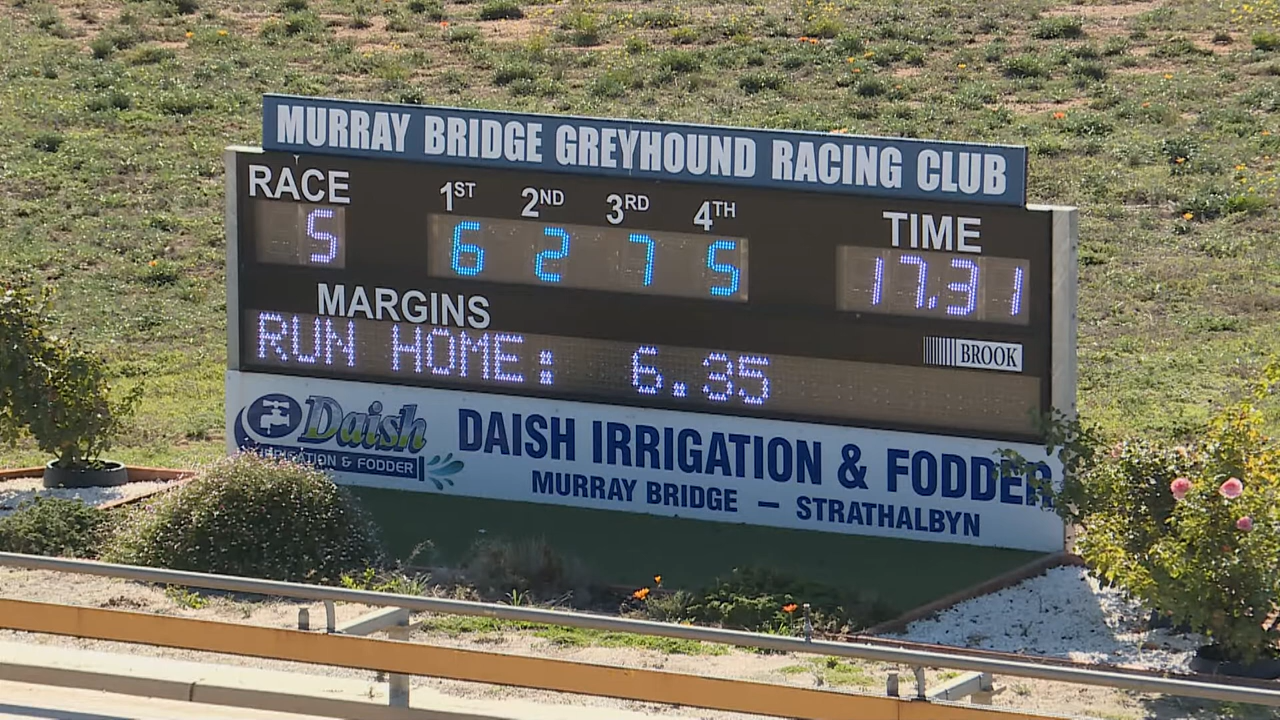 MURRAY BRIDGE GREYHOUND RACING CLUB
RACE 1ST 2ND 3RD 4TH TIME
5 6 2 7 5 17.31
MARGINS
BROOK
RUN HOME: 6.35
Daish
IRRIGATION & FODDER
DAISH IRRIGATION & FODDER
MURRAY BRIDGE – STRATHALBYN